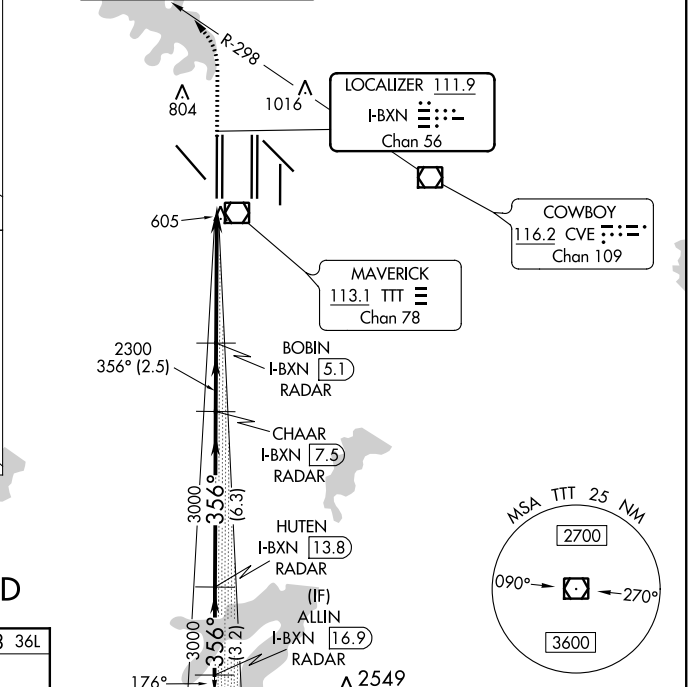 R-298
804
1016
LOCALIZER 111.9
I-BXN
Chan 56
605
COWBOY
116.2 CVE
Chan 109
MAVERICK
113.1 TTT
Chan 78
2300
356° (2.5)
BOBIN
I-BXN 5.1
RADAR
CHAAR
I-BXN 7.5
RADAR
3000
356°
(6.3)
HUTEN
I-BXN 13.8
RADAR
MSA TTT 25 NM
2700
090°
270°
3600
D
36L
(IF)
ALLIN
I-BXN 16.9
RADAR
3000
356°
(3.2)
176°
2549